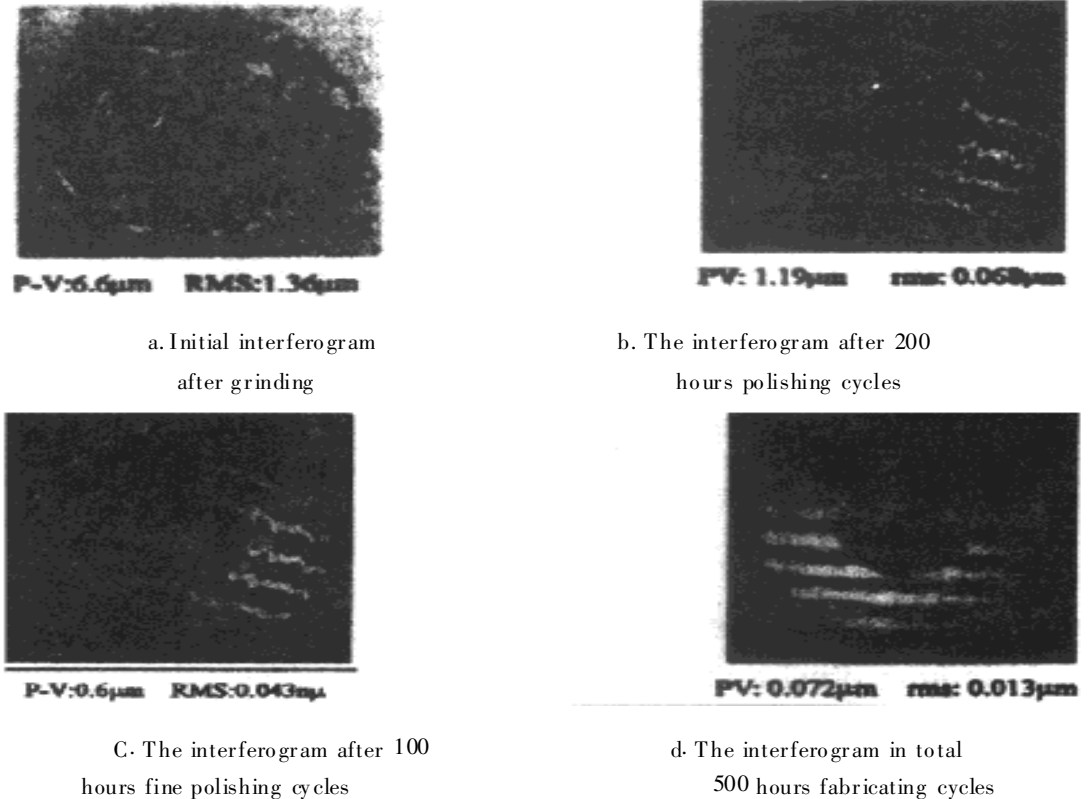 P-V:6.6μm RMS:1.36μm
PV: 1.19μm rms: 0.068μm
a. Initial interferogram
after grinding
b. The interferogram after 200
hours polishing cycles
P-V:0.6μm RMS:0.043mμ
PV: 0.072μm rms: 0.013μm
C. The interferogram after 100
hours fine polishing cycles
d. The interferogram in total
500 hours fabricating cycles